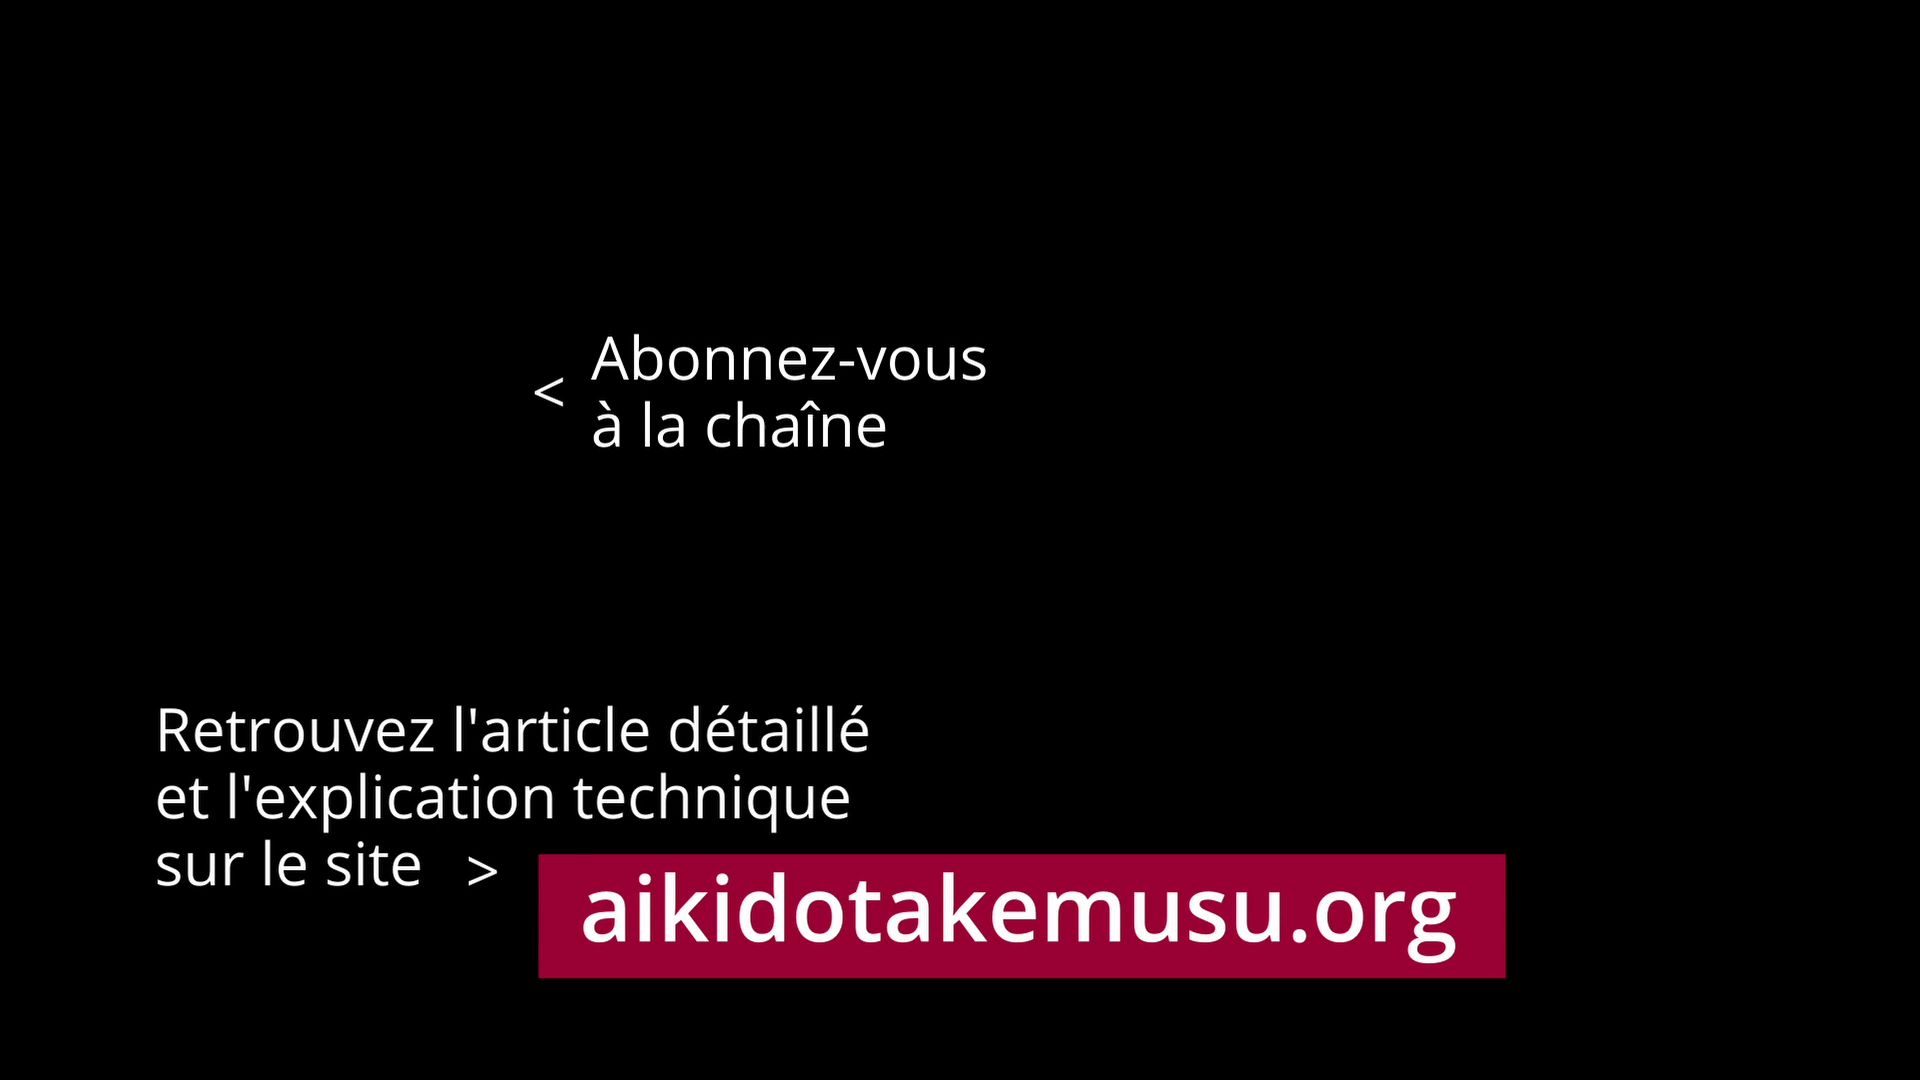 < Abonnez-vous
à la chaîne
Retrouvez l'article détaillé
et l'explication technique
sur le site >
aikidotakemusu.org